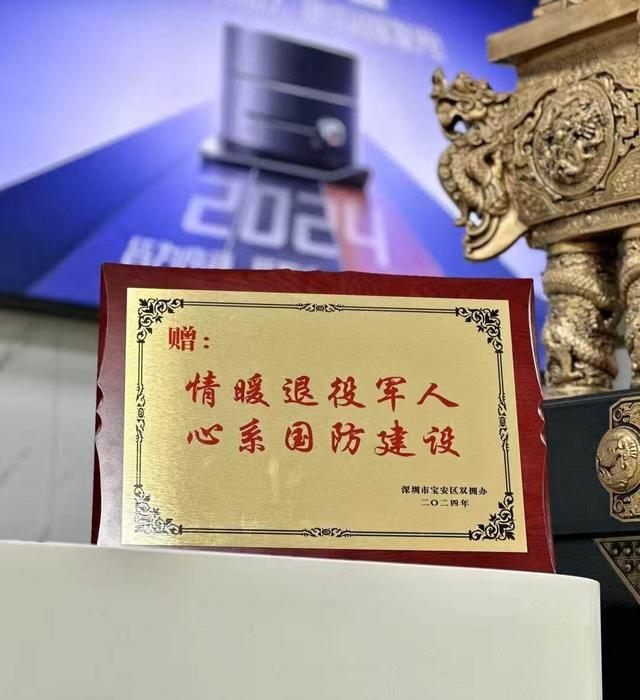 2024
赠：
情暖退役军人
心系国防建设
深圳市宝安区双拥办
二〇二四年